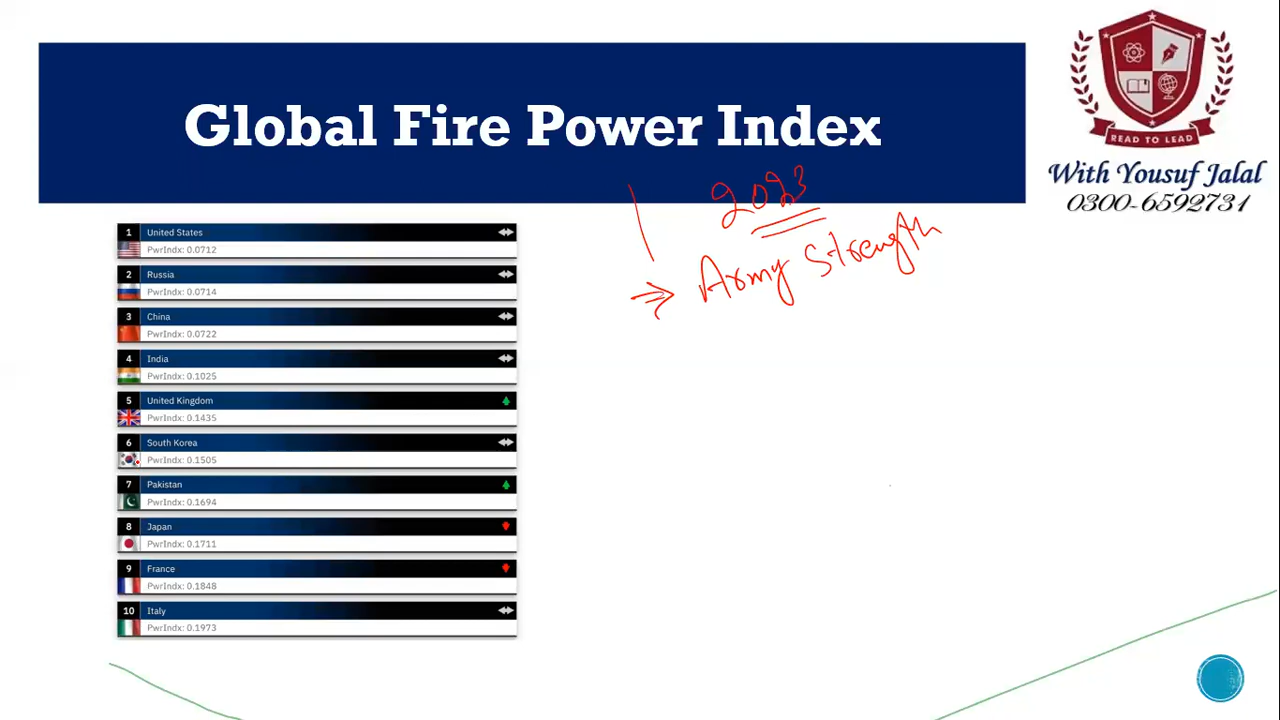 Global Fire Power Index
READ TO LEAD
With Yousuf Jalal
0300-6592731
2023
Army Strength
1 United States
PwrIndx: 0.0712
2 Russia
PwrIndx: 0.0714
3 China
PwrIndx: 0.0722
4 India
PwrIndx: 0.1025
5 United Kingdom
PwrIndx: 0.1435
6 South Korea
PwrIndx: 0.1505
7 Pakistan
PwrIndx: 0.1694
8 Japan
PwrIndx: 0.1711
9 France
PwrIndx: 0.1848
10 Italy
PwrIndx: 0.1973